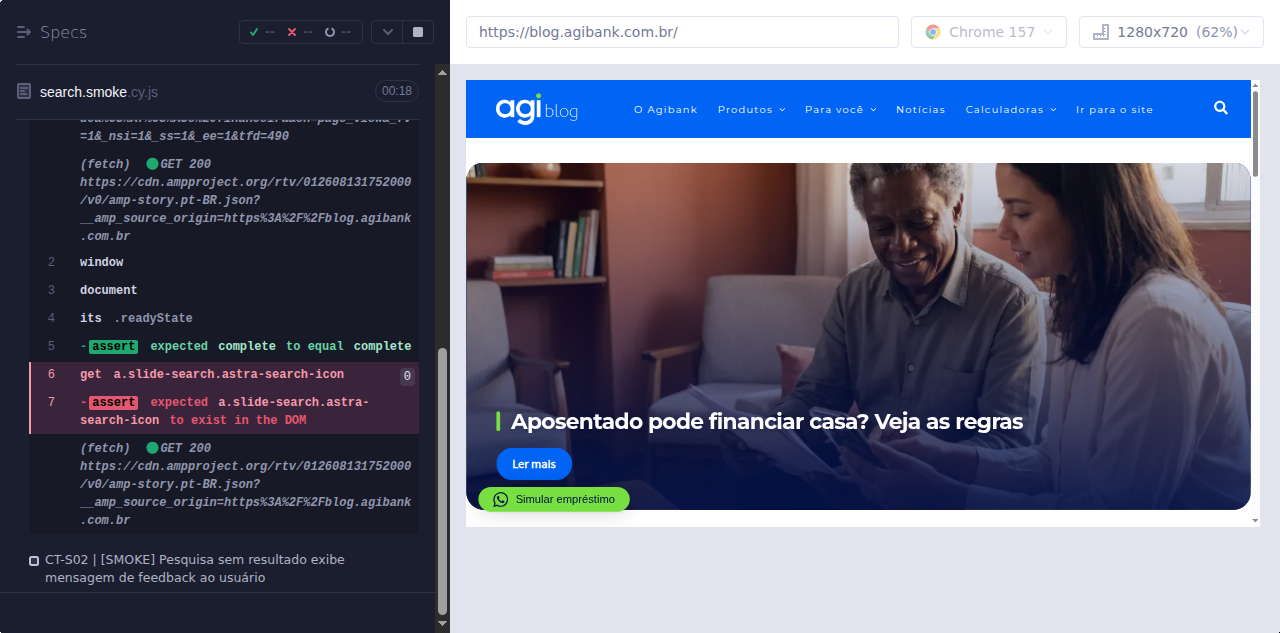 Specs
--
--
--
search.smoke.cy.js
00:18
=1&_nsi=1&_ss=1&_ee=1&tfd=490
(fetch) GET 200
https://cdn.ampproject.org/rtv/012608131752000
/v0/amp-story.pt-BR.json?
__amp_source_origin=https%3A%2F%2Fblog.agibank
.com.br
2 window
3 document
4 its .readyState
5 -assert expected complete to equal complete
6 get a.slide-search.astra-search-icon 0
7 -assert expected a.slide-search.astra-
search-icon to exist in the DOM
(fetch) GET 200
https://cdn.ampproject.org/rtv/012608131752000
/v0/amp-story.pt-BR.json?
__amp_source_origin=https%3A%2F%2Fblog.agibank
.com.br
CT-S02 | [SMOKE] Pesquisa sem resultado exibe
mensagem de feedback ao usuário
https://blog.agibank.com.br/
Chrome 157
1280x720 (62%)
agi blog
O Agibank
Produtos
Para você
Notícias
Calculadoras
Ir para o site
Aposentado pode financiar casa? Veja as regras
Ler mais
Simular empréstimo